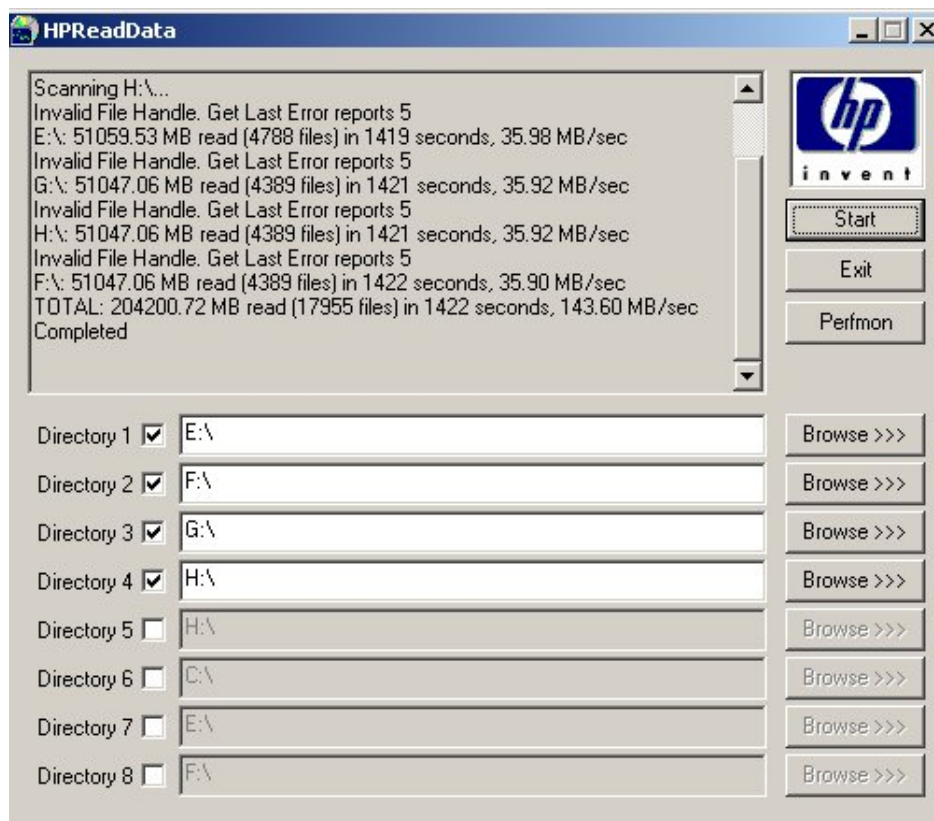 HPReadData
Scanning H:\...
Invalid File Handle. Get Last Error reports 5
E:\: 51059.53 MB read (4788 files) in 1419 seconds, 35.98 MB/sec
Invalid File Handle. Get Last Error reports 5
G:\: 51047.06 MB read (4389 files) in 1421 seconds, 35.92 MB/sec
Invalid File Handle. Get Last Error reports 5
H:\: 51047.06 MB read (4389 files) in 1421 seconds, 35.92 MB/sec
Invalid File Handle. Get Last Error reports 5
F:\: 51047.06 MB read (4389 files) in 1422 seconds, 35.90 MB/sec
TOTAL: 204200.72 MB read (17955 files) in 1422 seconds, 143.60 MB/sec
Completed
hp
invent
Start
Exit
Perfmon
Directory 1 E:\ Browse >>>
Directory 2 F:\ Browse >>>
Directory 3 G:\ Browse >>>
Directory 4 H:\ Browse >>>
Directory 5 H:\ Browse >>>
Directory 6 C:\ Browse >>>
Directory 7 E:\ Browse >>>
Directory 8 F:\ Browse >>>